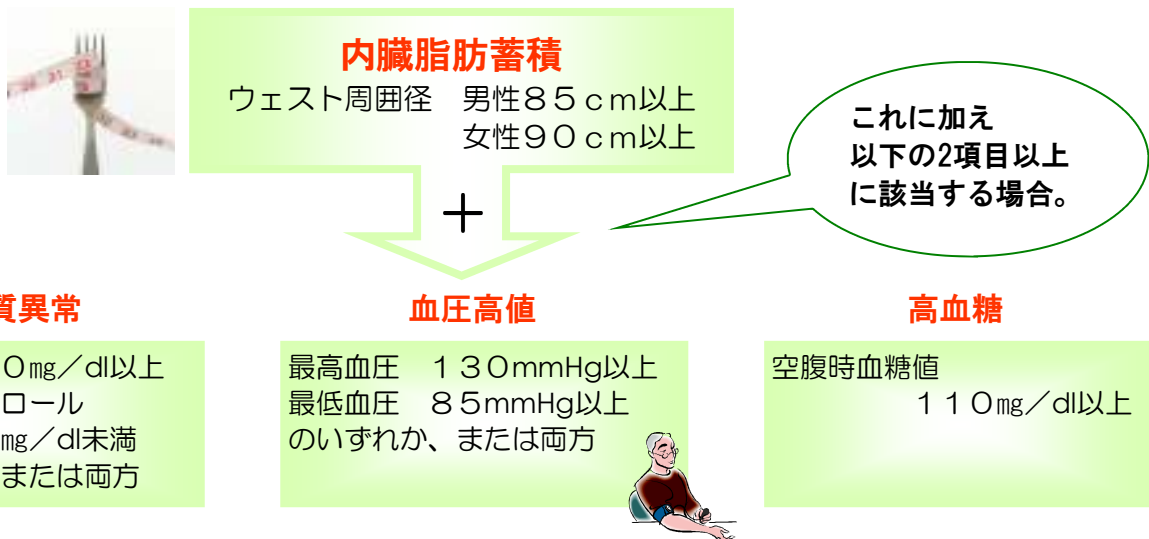 内臓脂肪蓄積
ウェスト周囲径　男性８５ｃｍ以上
女性９０ｃｍ以上
これに加え
以下の2項目以上
に該当する場合。
＋
質異常
０㎎／dl以上
ロール
㎎／dl未満
または両方
血圧高値
最高血圧　１３０mmHg以上
最低血圧　８５mmHg以上
のいずれか、または両方
高血糖
空腹時血糖値
１１０㎎／dl以上